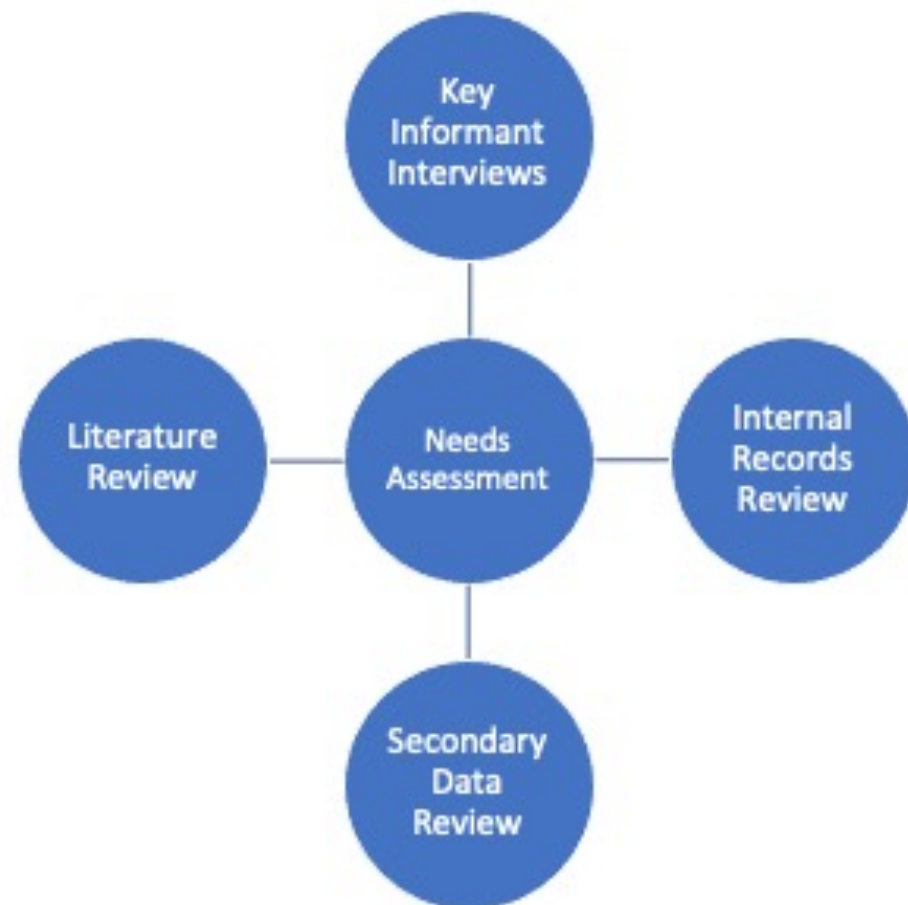 Key
Informant
Interviews
Literature
Review
Needs
Assessment
Internal
Records
Review
Secondary
Data
Review